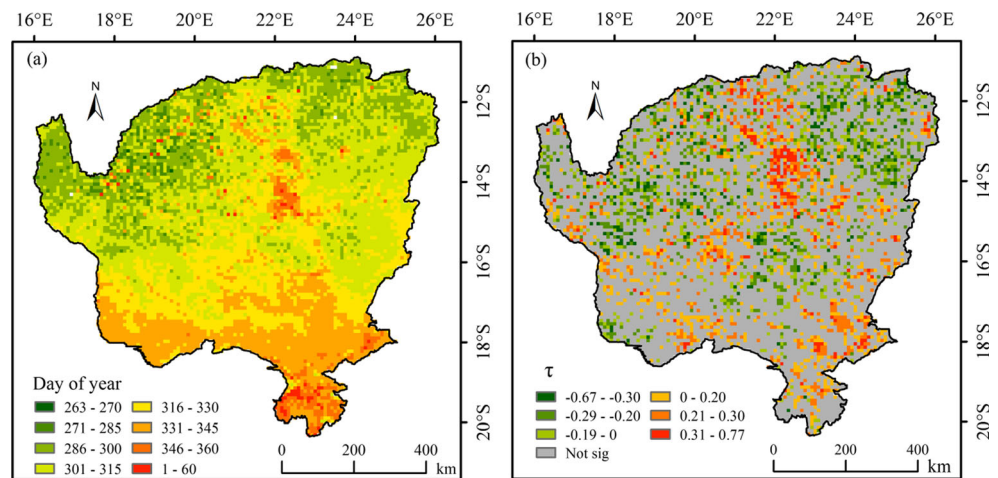 16°E 18°E 20°E 22°E 24°E 26°E
(a)
N
12°S
14°S
16°S
18°S
20°S
Day of year
263 - 270 316 - 330
271 - 285 331 - 345
286 - 300 346 - 360
301 - 315 1 - 60
0 200 400
km
16°E 18°E 20°E 22°E 24°E 26°E
(b)
N
12°S
14°S
16°S
18°S
20°S
τ
-0.67 - -0.30 0 - 0.20
-0.29 - -0.20 0.21 - 0.30
-0.19 - 0 0.31 - 0.77
Not sig
0 200 400
km